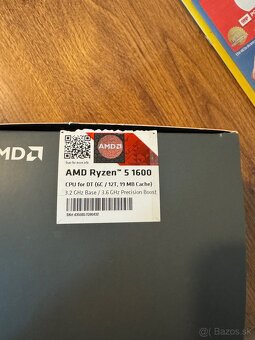 AMD
AMD
AMD Ryzen™ 5 1600
CPU for DT (6C / 12T, 19 MB Cache)
3.2 GHz Base / 3.6 GHz Precision Boost
bazos.sk